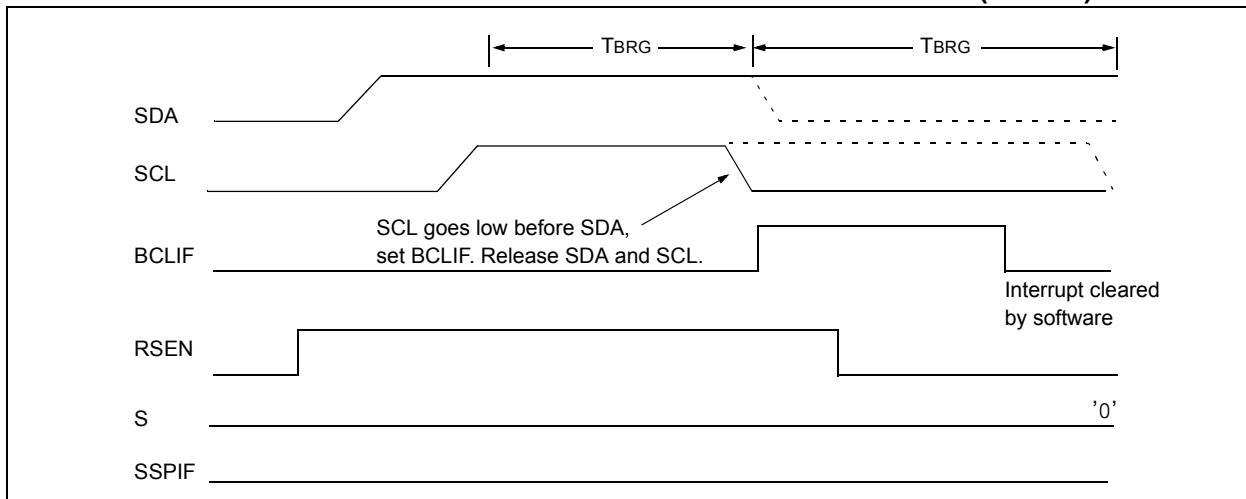 TBRG TBRG
SDA
SCL
SCL goes low before SDA,
set BCLIF. Release SDA and SCL.
BCLIF
Interrupt cleared
by software
RSEN
S
'0'
SSPIF